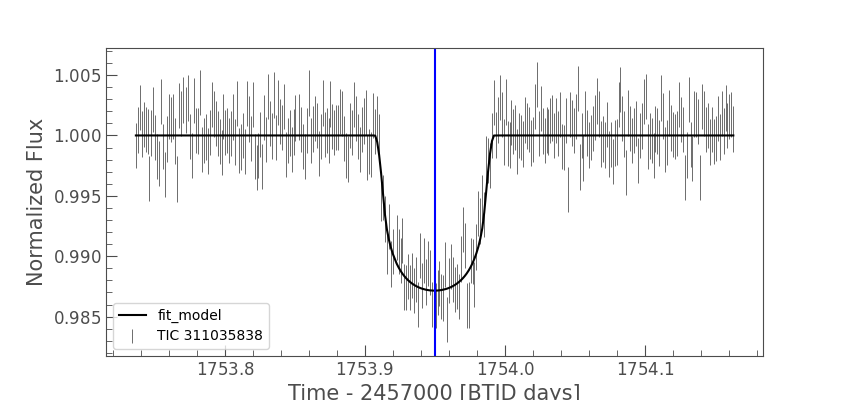 1.005
1.000
0.995
0.990
0.985
Normalized Flux
fit_model
TIC 311035838
1753.8 1753.9 1754.0 1754.1
Time - 2457000 [BTJD days]